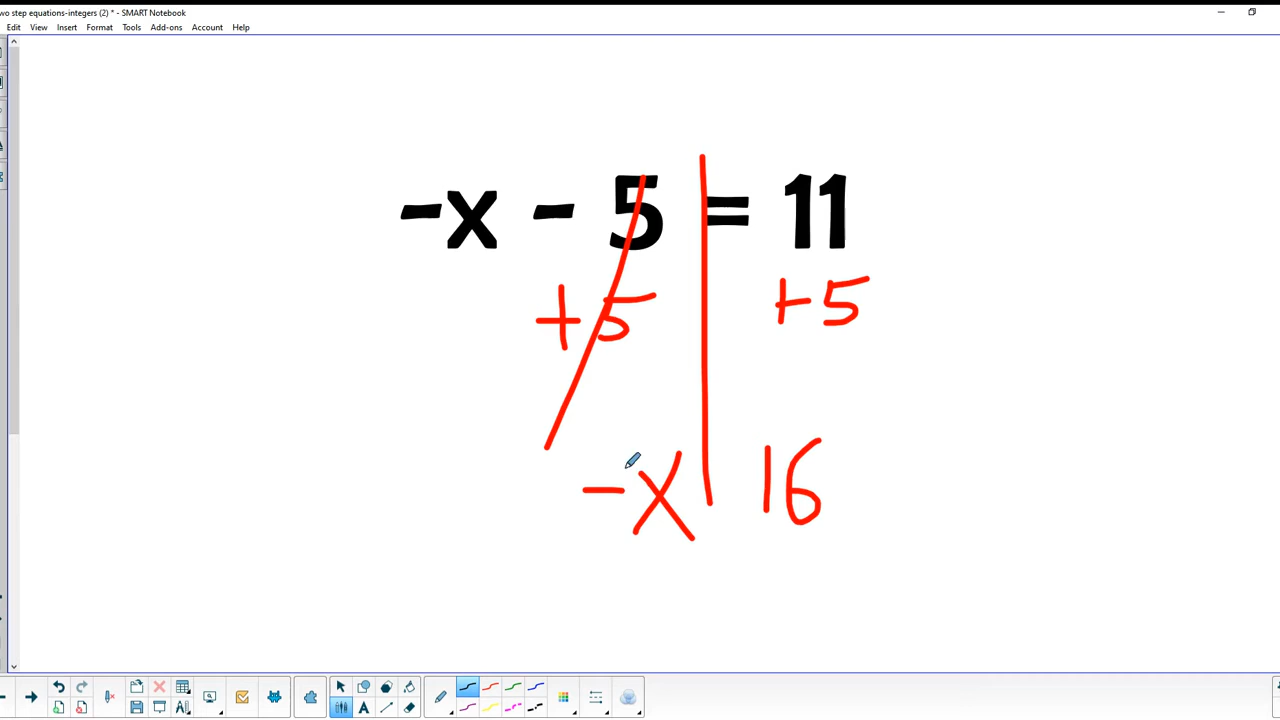 wo step equations-integers (2) * - SMART Notebook
Edit View Insert Format Tools Add-ons Account Help
-x - 5 = 11
+5 +5
-x 16